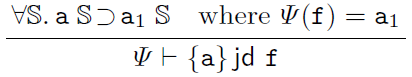 ∀𝕊. a 𝕊 ⊃ a₁ 𝕊 where Ψ(f) = a₁
Ψ ⊢ {a} jd f